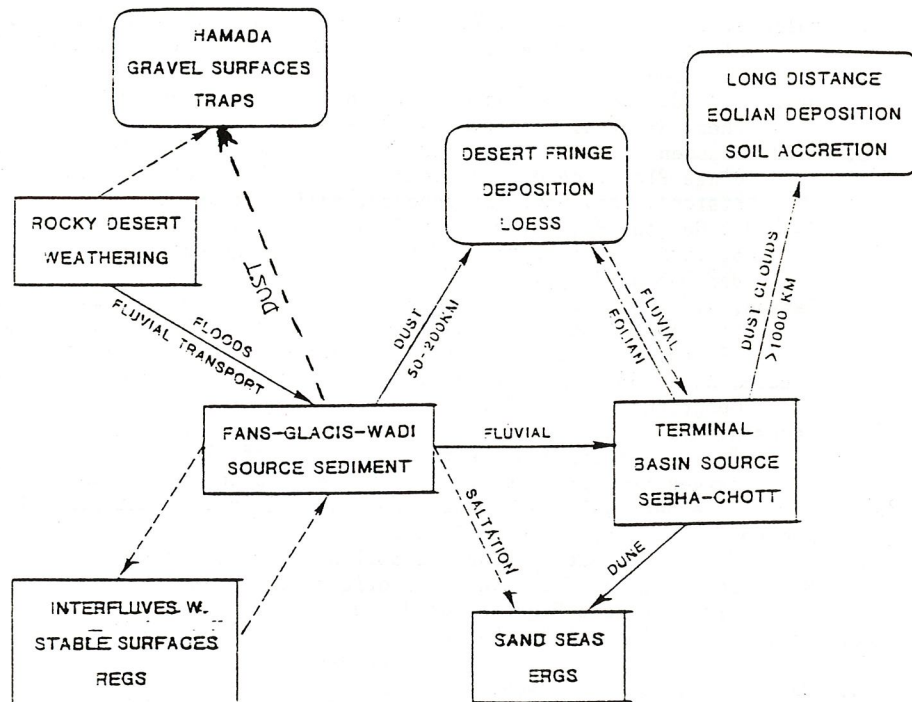 HAMADA
GRAVEL SURFACES
TRAPS
LONG DISTANCE
EOLIAN DEPOSITION
SOIL ACCRETION
DESERT FRINGE
DEPOSITION
LOESS
ROCKY DESERT
WEATHERING
DUST
FLOODS
FLUVIAL TRANSPORT
DUST
50-200KM
FLUVIAL
EOLIAN
DUST CLOUDS
>1000 KM
FANS-GLACIS-WADI
SOURCE SEDIMENT
FLUVIAL
TERMINAL
BASIN SOURCE
SEBHA-CHOTT
SALTATION
DUNE
INTERFLUVES W.
STABLE SURFACES
REGS
SAND SEAS
ERGS